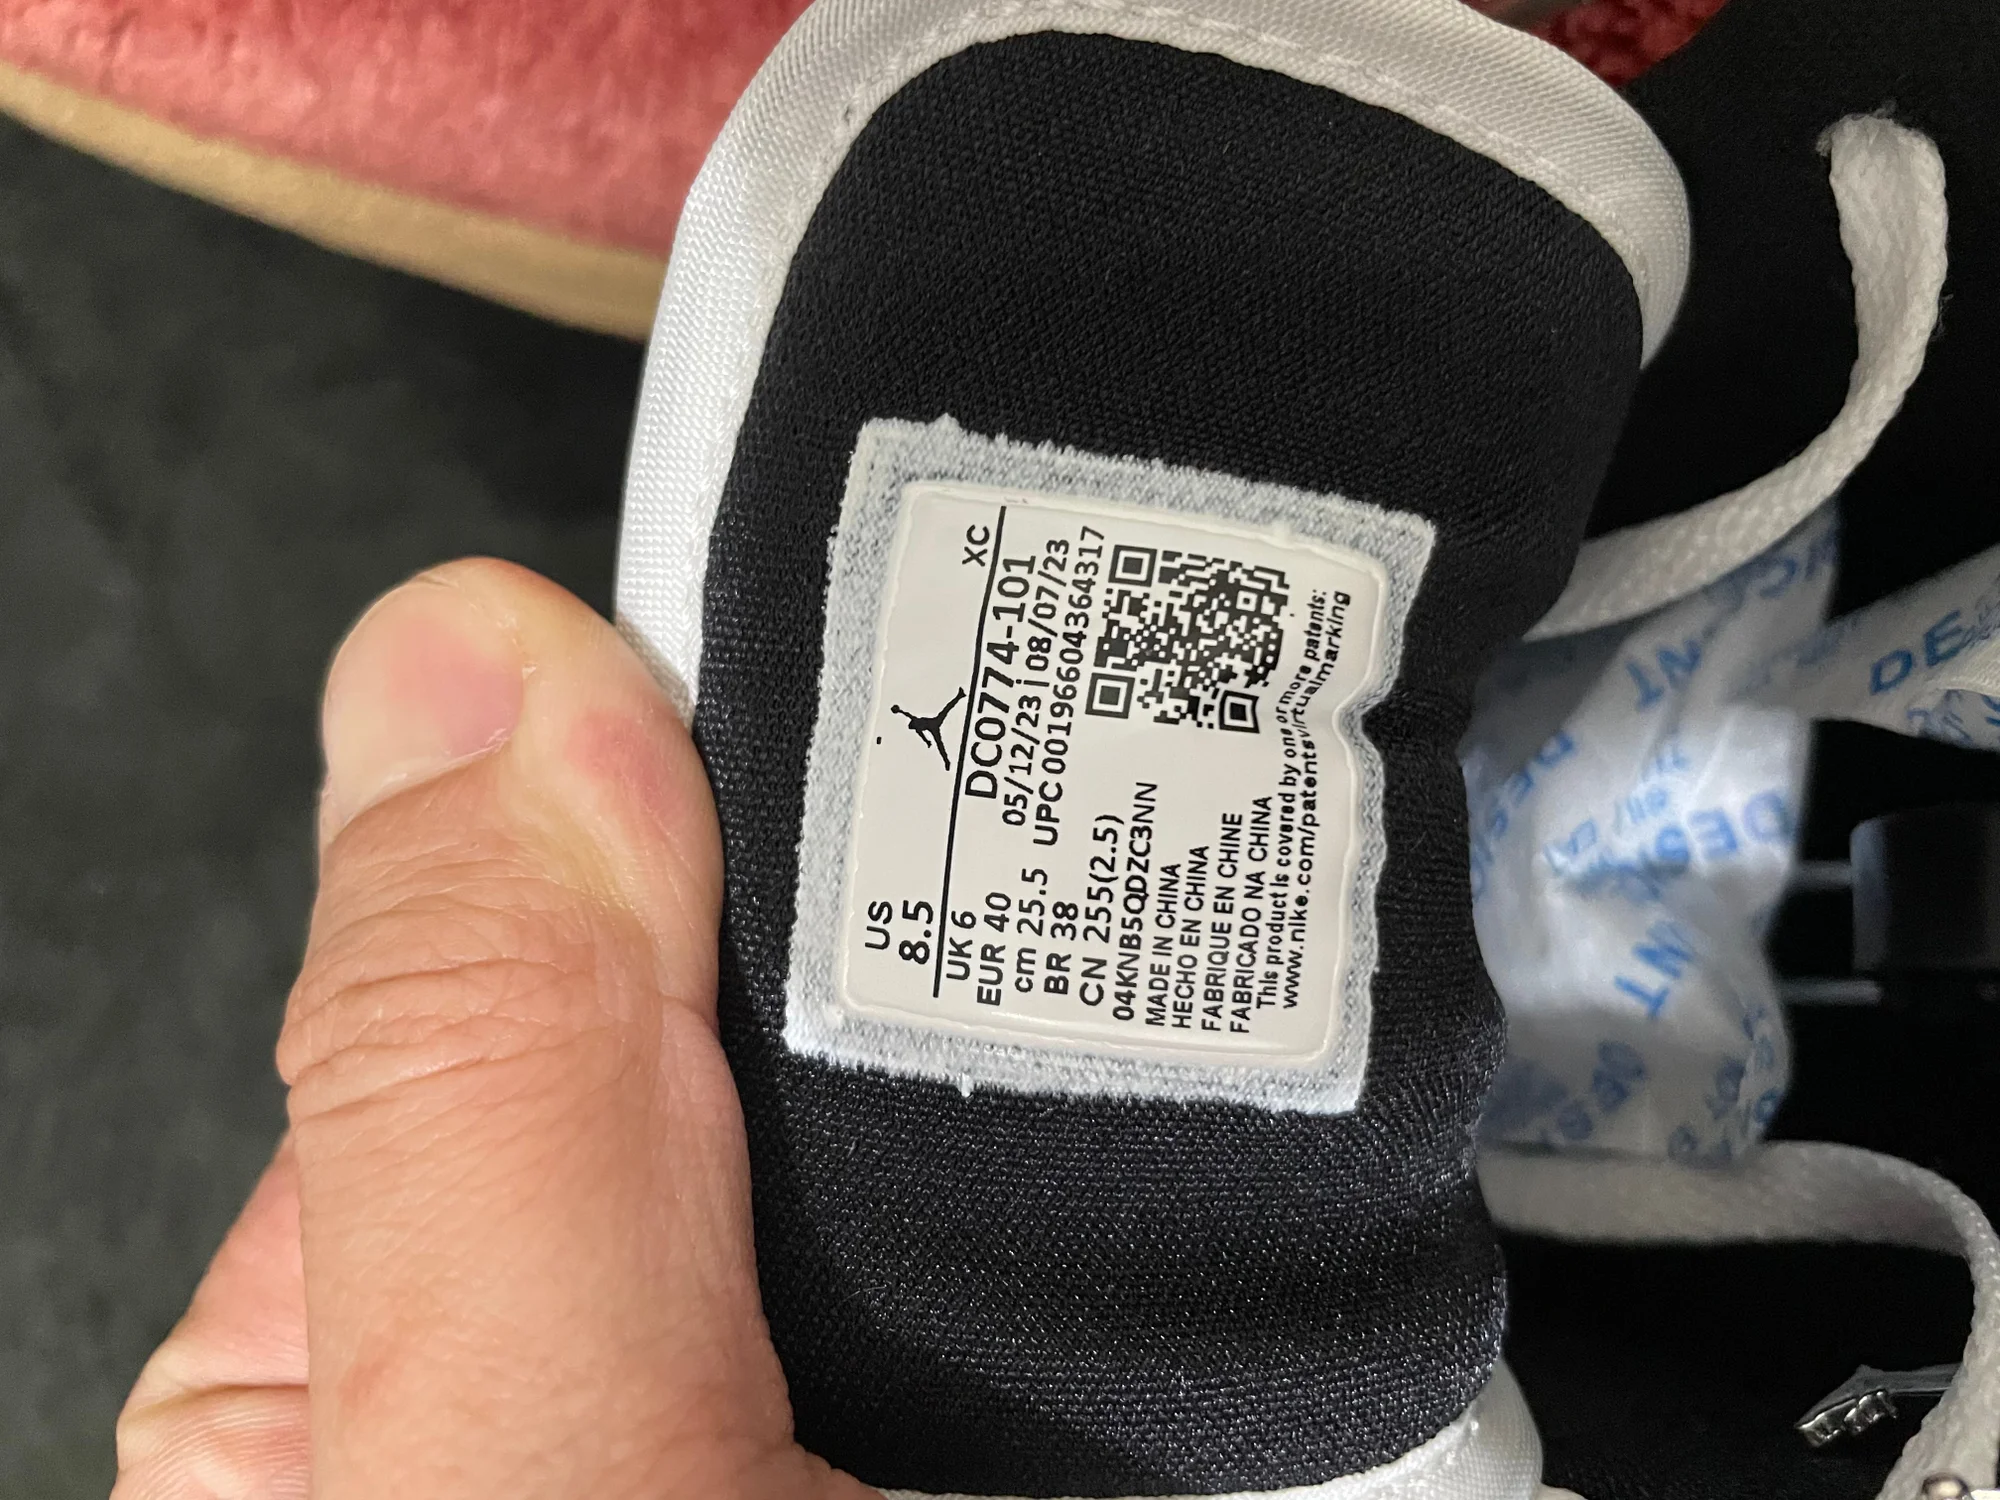 US
8.5
XC
UK 6
DC0774-101
EUR 40
05/12/23 | 08/07/23
cm 25.5
UPC 00196604364317
BR 38
CN 255(2.5)
04KNB5QDZC3NN
MADE IN CHINA
HECHO EN CHINA
FABRIQUE EN CHINE
FABRICADO NA CHINA
This product is covered by one or more patents:
www.nike.com/patentsvirtualmarking